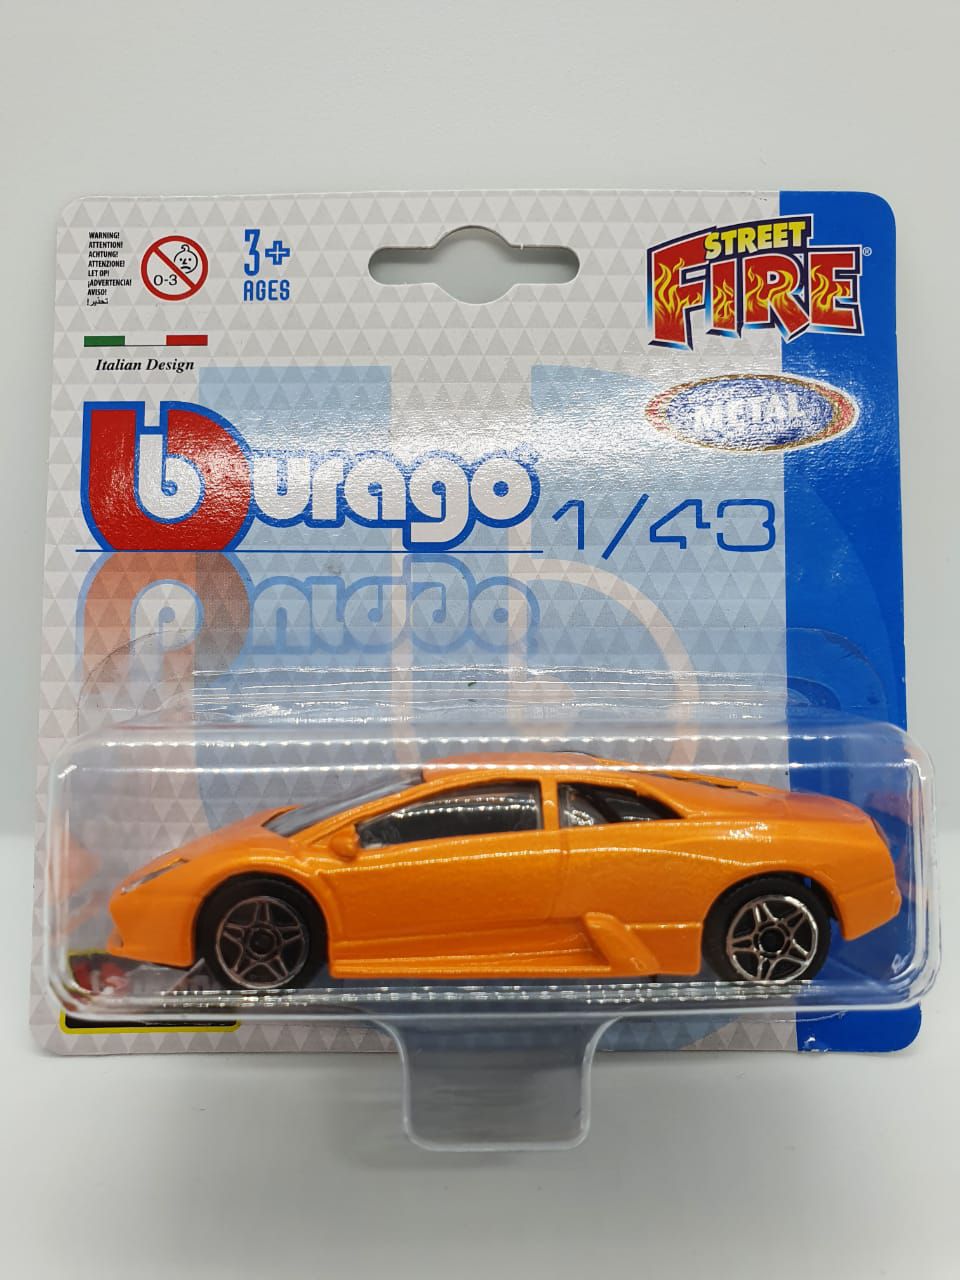 WARNING!
ATTENTION!
ACHTUNG!
ATTENZIONE!
LET OP!
¡ADVERTENCIA!
AVISO!
تحذير!
0-3
3+
AGES
STREET
FIRE®
Italian Design
METAL
burago
1/43